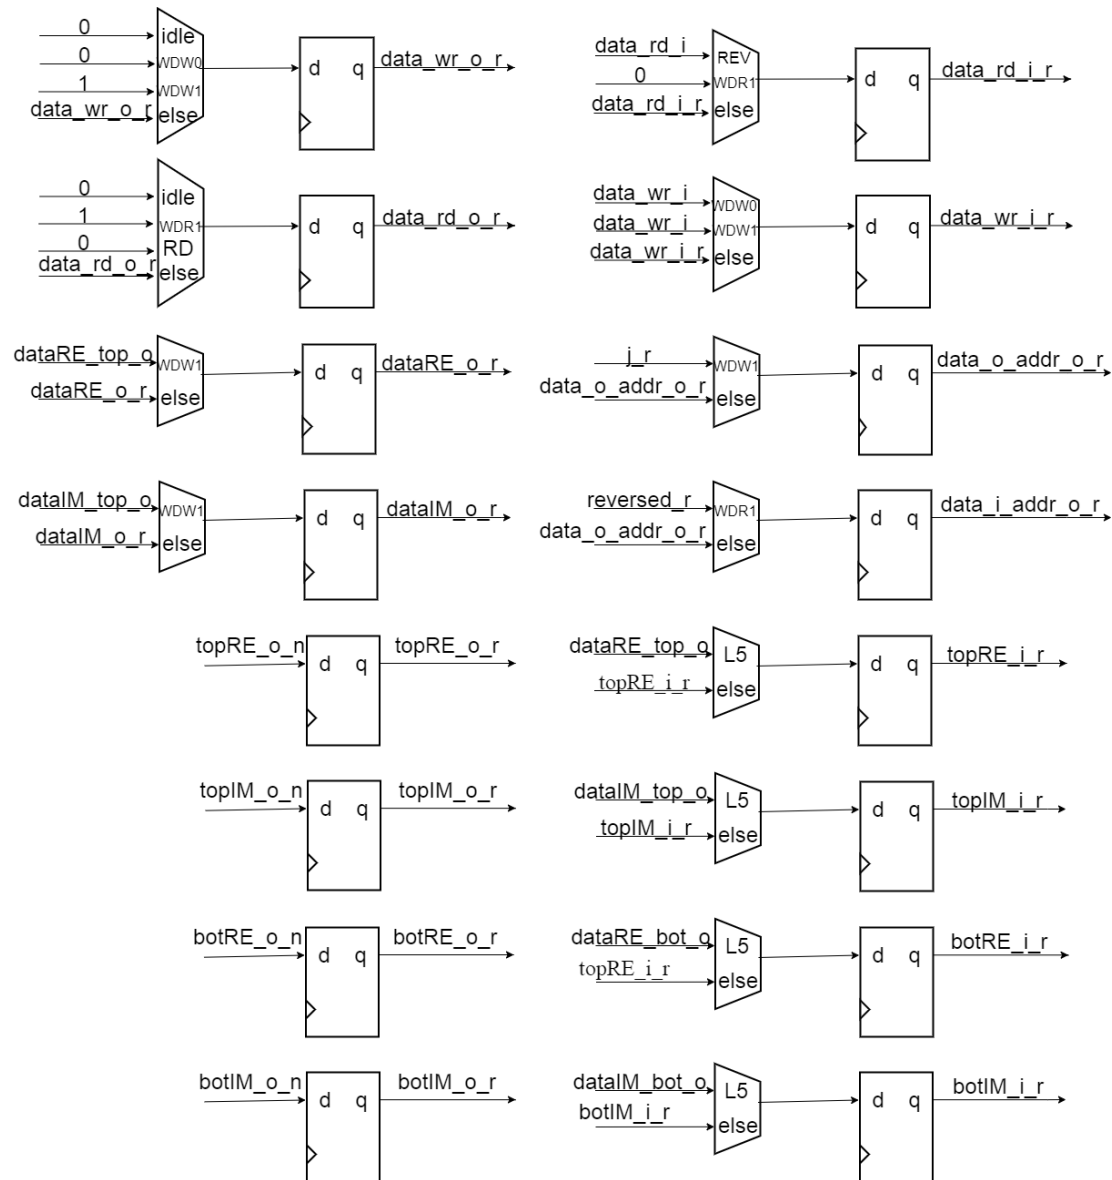 0 idle
0 WDW0 d q data_wr_o_r
1 WDW1
data_wr_o_r else
data_rd_i REV
0 WDR1 d q data_rd_i_r
data_rd_i_r else
0 idle
1 WDR1 d q data_rd_o_r
0 RD
data_rd_o_r else
data_wr_i WDW0
data_wr_i WDW1 d q data_wr_i_r
data_wr_i_r else
dataRE_top_o WDW1 d q dataRE_o_r
dataRE_o_r else
j_r WDW1 d q data_o_addr_o_r
data_o_addr_o_r else
dataIM_top_o WDW1 d q dataIM_o_r
dataIM_o_r else
reversed_r WDR1 d q data_i_addr_o_r
data_o_addr_o_r else
topRE_o_n d q topRE_o_r
dataRE_top_o L5 d q topRE_i_r
topRE_i_r else
topIM_o_n d q topIM_o_r
dataIM_top_o L5 d q topIM_i_r
topIM_i_r else
botRE_o_n d q botRE_o_r
dataRE_bot_o L5 d q botRE_i_r
topRE_i_r else
botIM_o_n d q botIM_o_r
dataIM_bot_o L5 d q botIM_i_r
botIM_i_r else